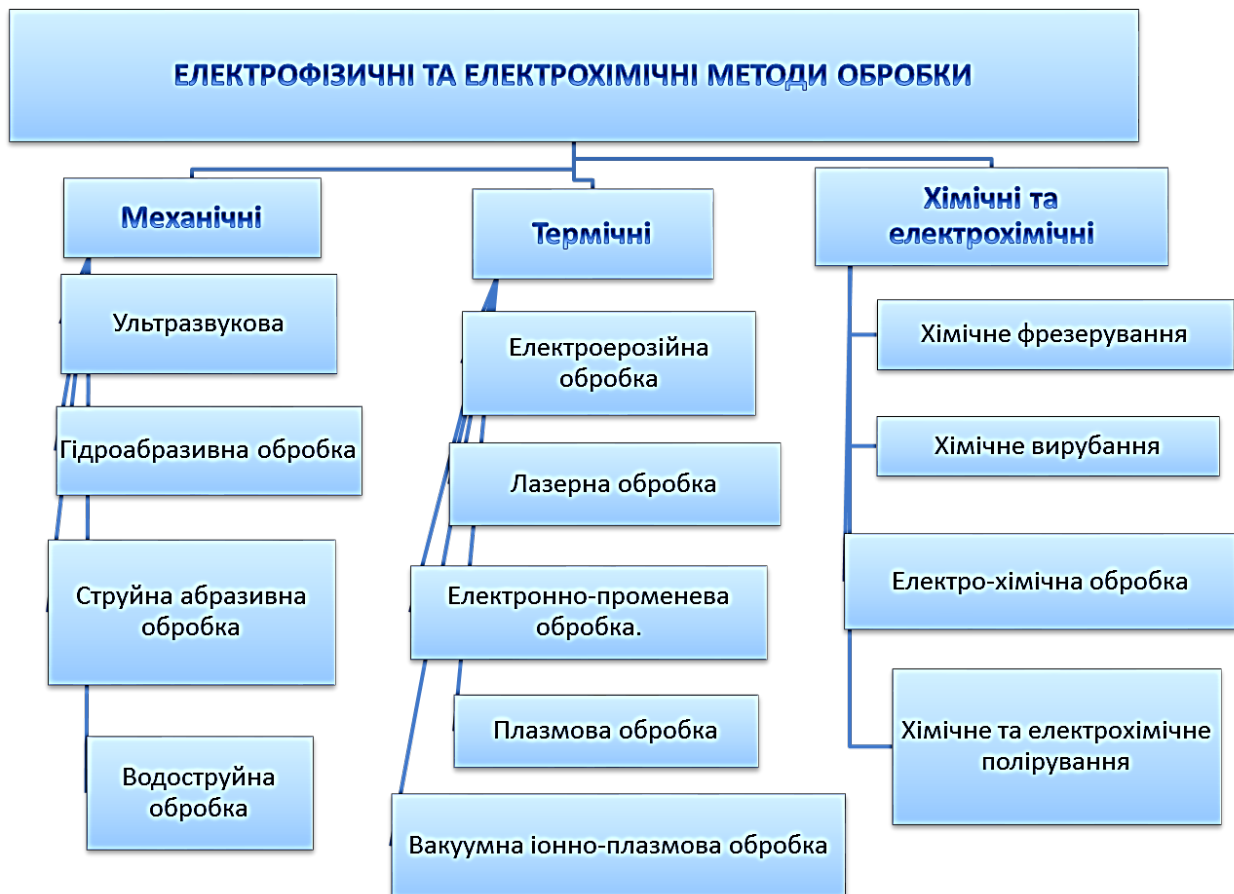 ЕЛЕКТРОФІЗИЧНІ ТА ЕЛЕКТРОХІМІЧНІ МЕТОДИ ОБРОБКИ
Механічні
Ультразвукова
Гідроабразивна обробка
Струйна абразивна
обробка
Водоструйна
обробка
Термічні
Електроерозійна
обробка
Лазерна обробка
Електронно-променева
обробка.
Плазмова обробка
Вакуумна іонно-плазмова обробка
Хімічні та
електрохімічні
Хімічне фрезерування
Хімічне вирубання
Електро-хімічна обробка
Хімічне та електрохімічне
полірування